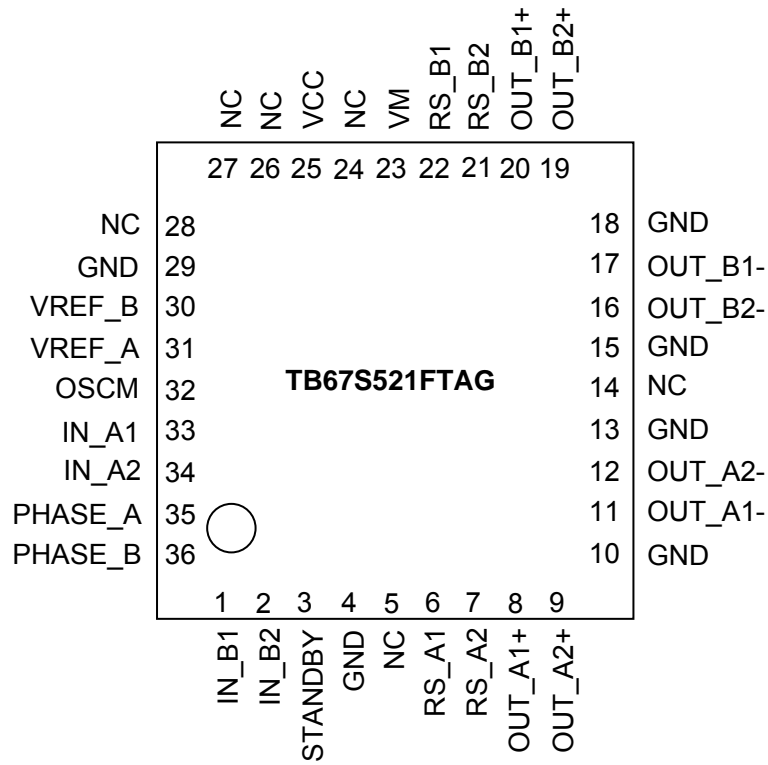 NC
NC
VCC
NC
VM
RS_B1
RS_B2
OUT_B1+
OUT_B2+
27 26 25 24 23 22 21 20 19
NC 28
GND 29
VREF_B 30
VREF_A 31
OSCM 32
IN_A1 33
IN_A2 34
PHASE_A 35
PHASE_B 36
TB67S521FTAG
18 GND
17 OUT_B1-
16 OUT_B2-
15 GND
14 NC
13 GND
12 OUT_A2-
11 OUT_A1-
10 GND
1 2 3 4 5 6 7 8 9
IN_B1
IN_B2
STANDBY
GND
NC
RS_A1
RS_A2
OUT_A1+
OUT_A2+